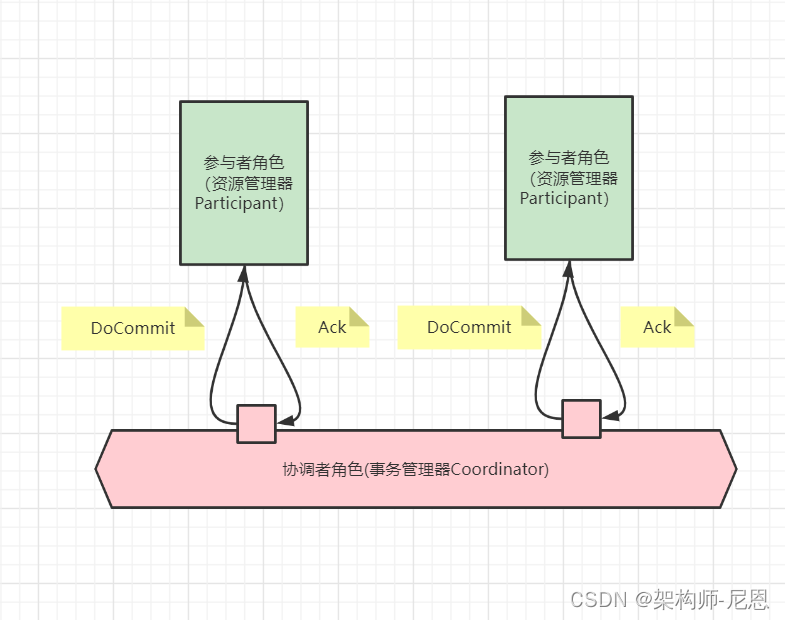 参与者角色
（资源管理器
Participant）
参与者角色
（资源管理器
Participant）
DoCommit
Ack
DoCommit
Ack
协调者角色(事务管理器Coordinator)
CSDN @架构师-尼恩